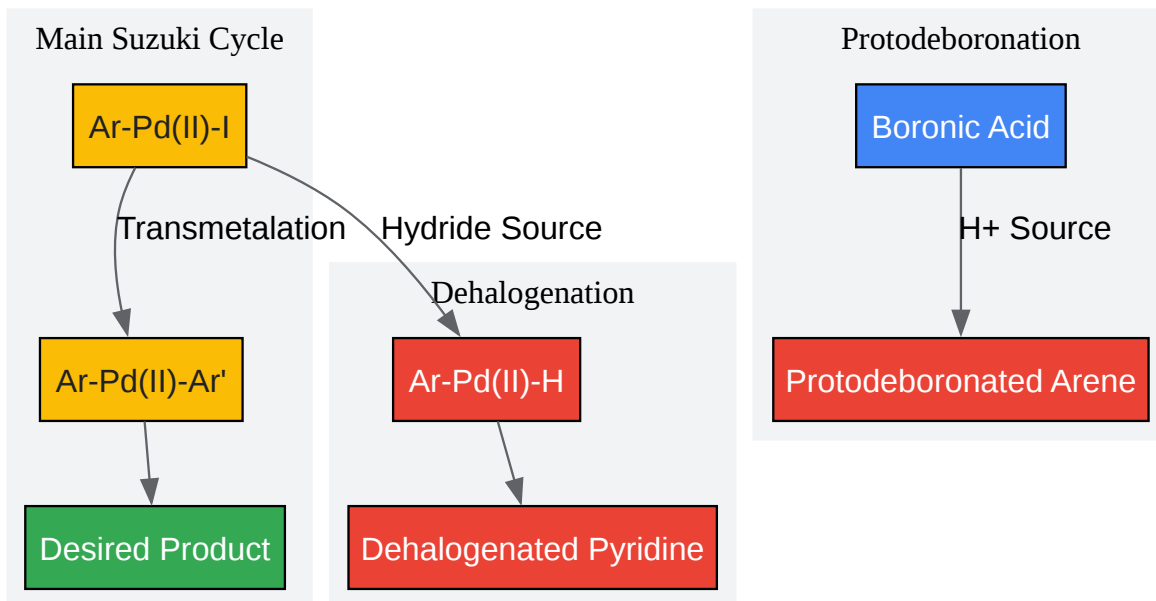 Main Suzuki Cycle
Protodeboronation
Ar-Pd(II)-I
Boronic Acid
Transmetalation
Hydride Source
H+ Source
Dehalogenation
Ar-Pd(II)-Ar'
Ar-Pd(II)-H
Protodeboronated Arene
Desired Product
Dehalogenated Pyridine